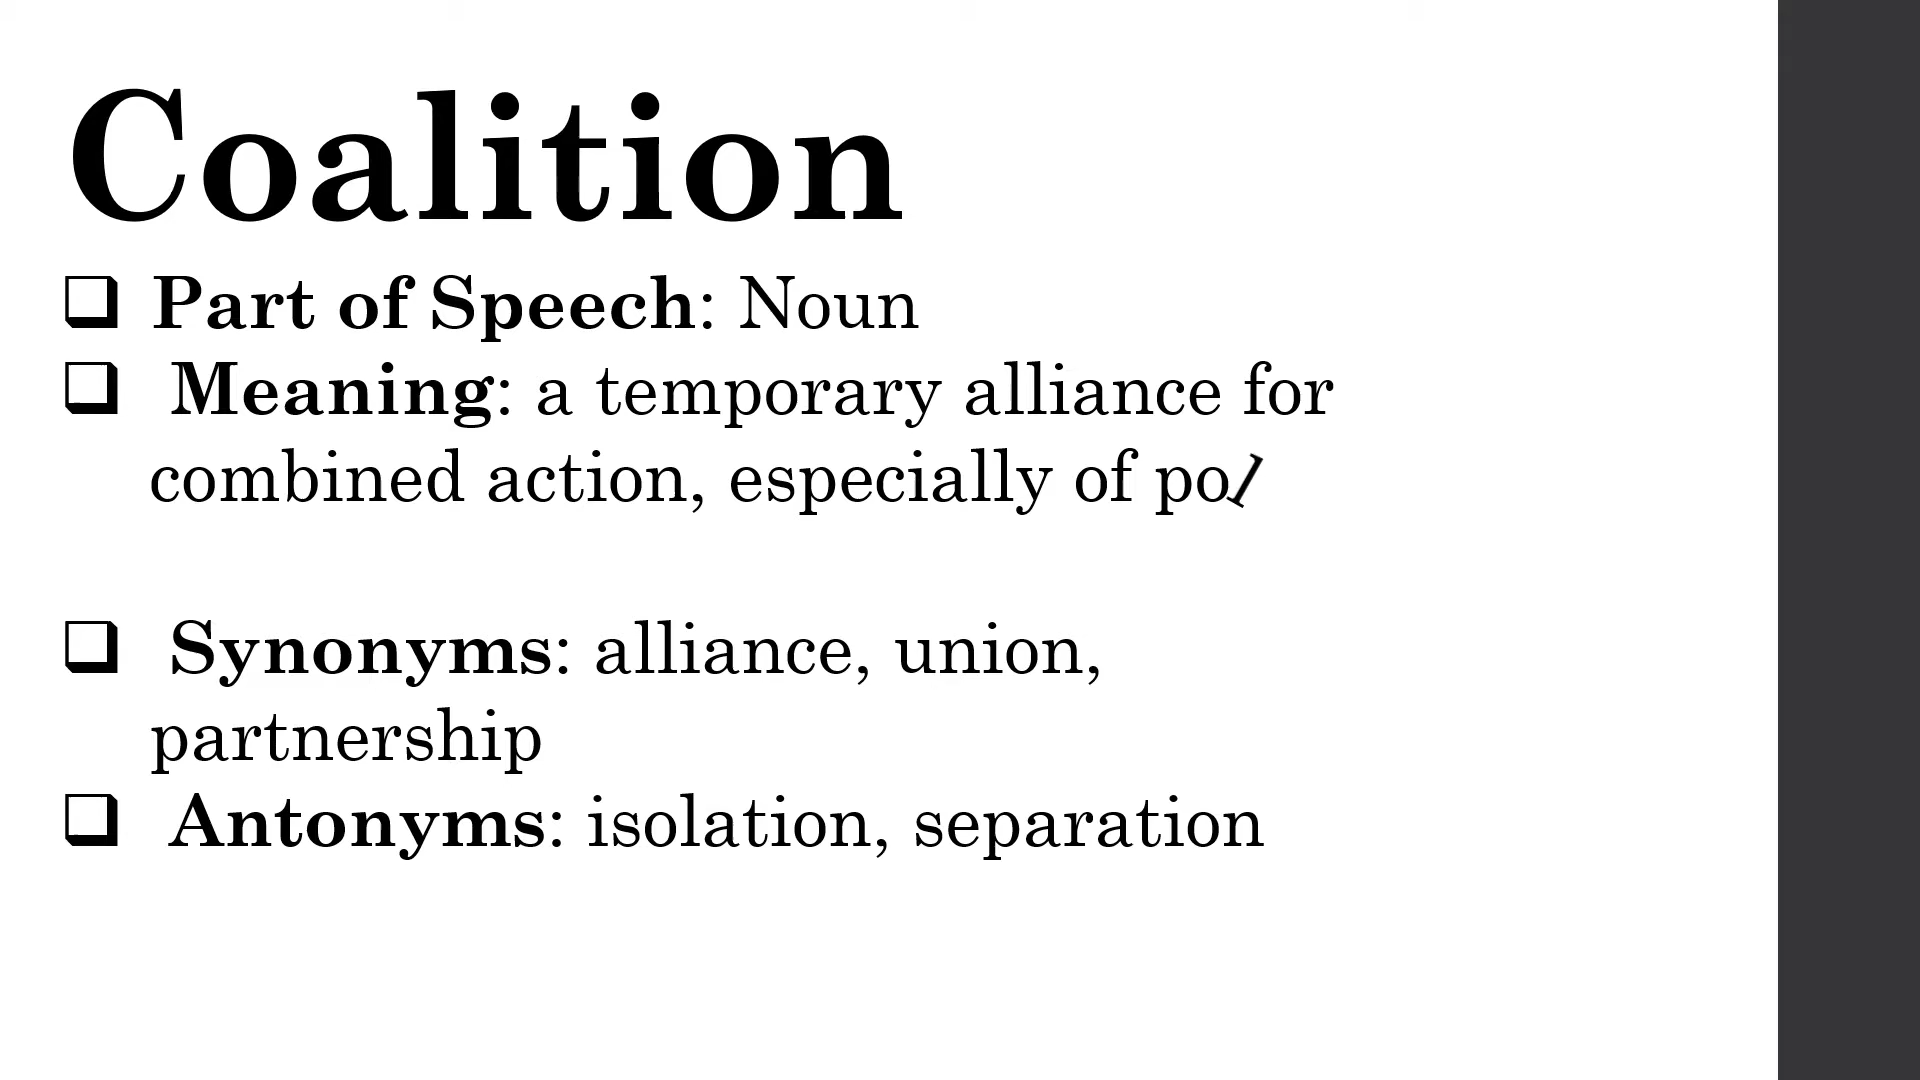 Coalition
Part of Speech: Noun
Meaning: a temporary alliance for
combined action, especially of pol
Synonyms: alliance, union,
partnership
Antonyms: isolation, separation